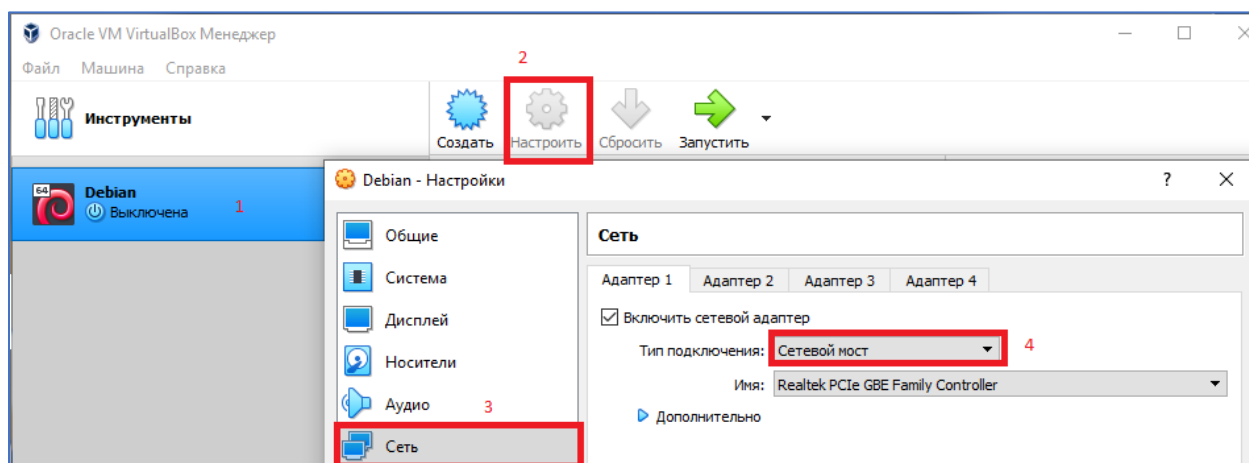 Oracle VM VirtualBox Менеджер
Файл Машина Справка
2
Инструменты
Создать Настроить Сбросить Запустить
64
Debian
Выключена
1
Debian - Настройки
?
Общие
Система
Дисплей
Носители
Аудио
3
Сеть
Сеть
Адаптер 1 Адаптер 2 Адаптер 3 Адаптер 4
Включить сетевой адаптер
Тип подключения: Сетевой мост
4
Имя: Realtek PCIe GBE Family Controller
Дополнительно